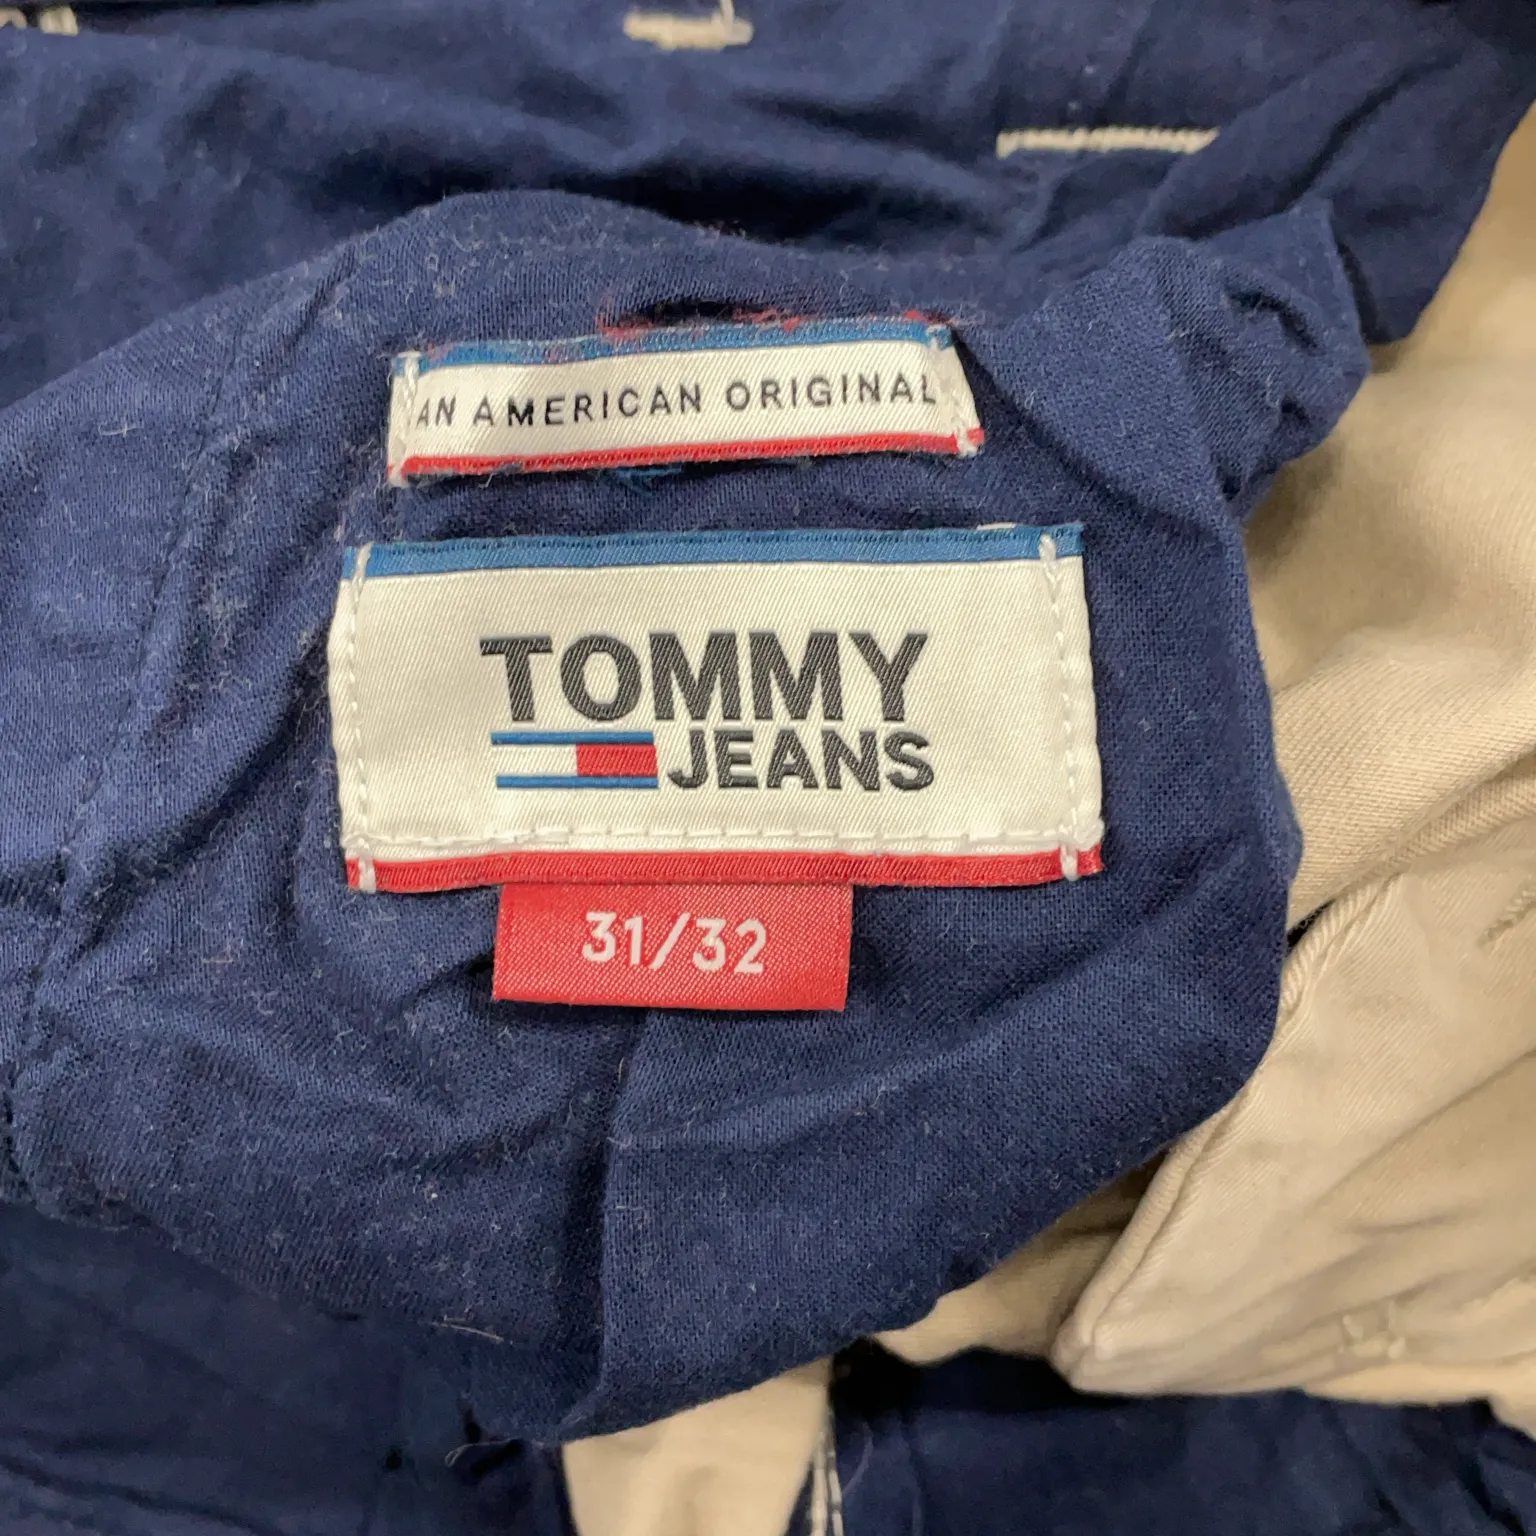 AN AMERICAN ORIGINAL
TOMMY
JEANS
31/32